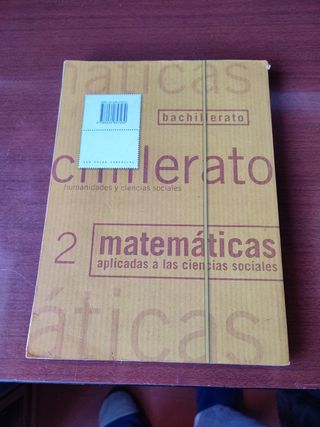 máticas
bachillerato
chillerato
humanidades y ciencias sociales
2 matemáticas
aplicadas a las ciencias sociales
áticas